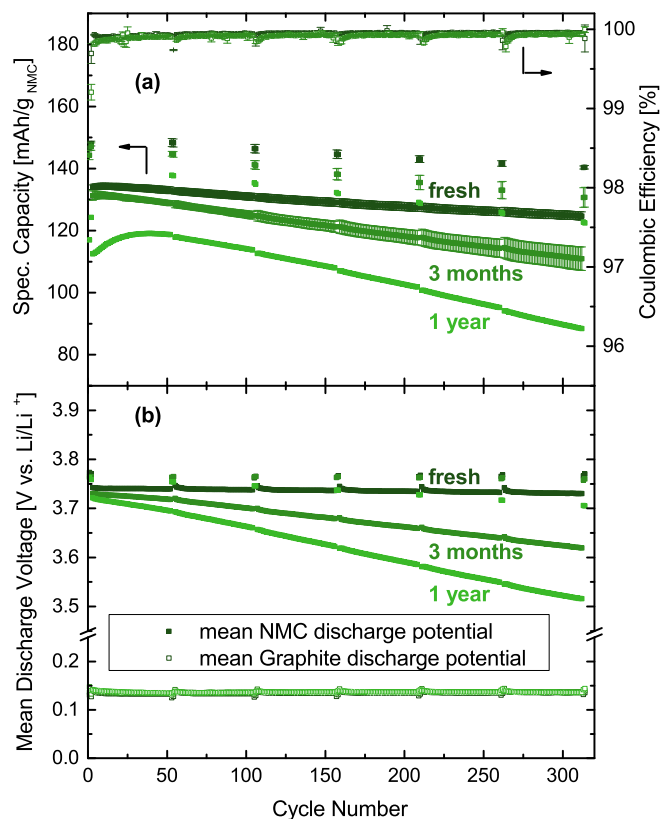 180
160
140
120
100
80
Spec. Capacity [mAh/g NMC]
(a)
fresh
3 months
1 year
100
99
98
97
96
Coulombic Efficiency [%]
3.9
3.8
3.7
3.6
3.5
0.2
0.1
0.0
Mean Discharge Voltage [V vs. Li/Li⁺]
(b)
fresh
3 months
1 year
mean NMC discharge potential
mean Graphite discharge potential
0 50 100 150 200 250 300
Cycle Number